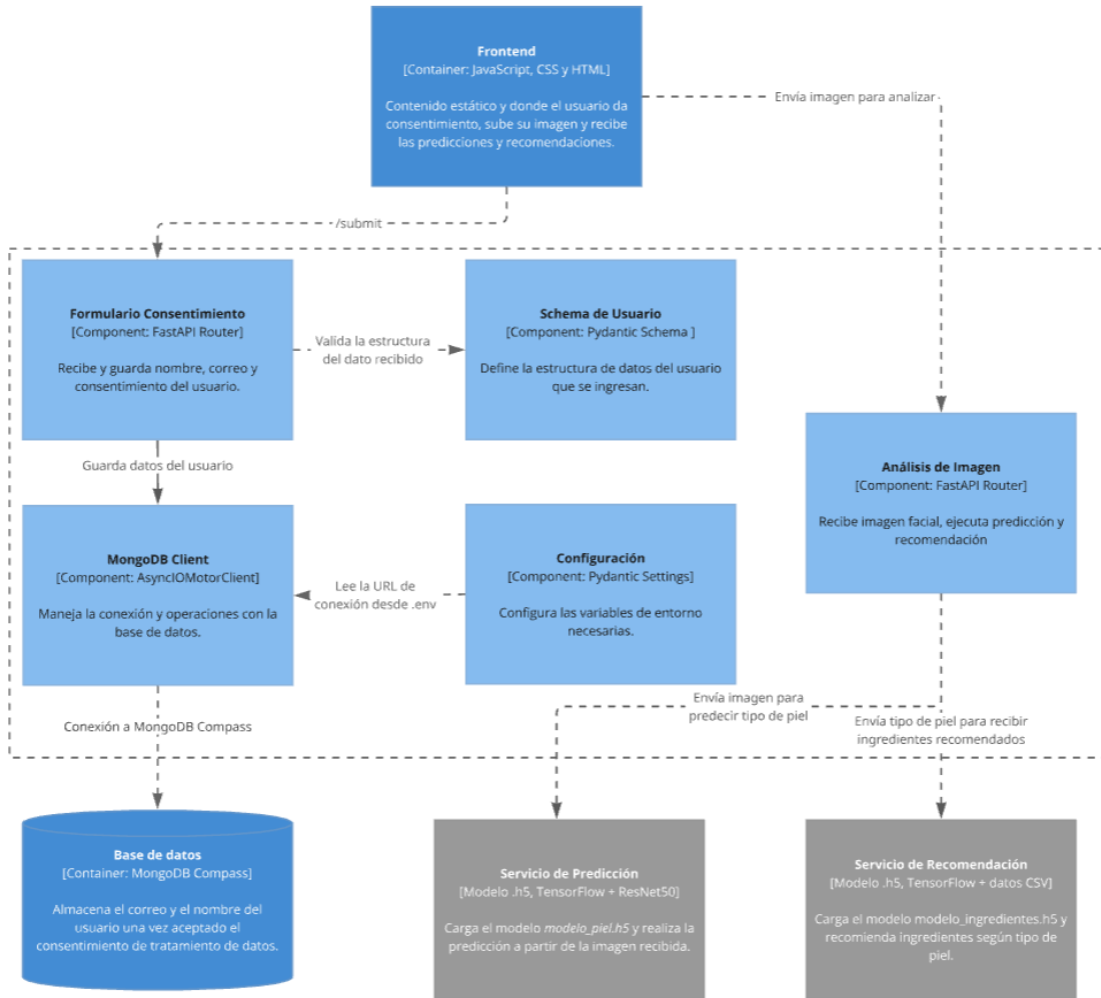 Frontend
[Container: JavaScript, CSS y HTML]
Contenido estático y donde el usuario da
consentimiento, sube su imagen y recibe
las predicciones y recomendaciones.
Envía imagen para analizar
/submit
Formulario Consentimiento
[Component: FastAPI Router]
Recibe y guarda nombre, correo y
consentimiento del usuario.
Valida la estructura
del dato recibido
Schema de Usuario
[Component: Pydantic Schema ]
Define la estructura de datos del usuario
que se ingresan.
Guarda datos del usuario
Análisis de Imagen
[Component: FastAPI Router]
Recibe imagen facial, ejecuta predicción y
recomendación
MongoDB Client
[Component: AsyncIOMotorClient]
Maneja la conexión y operaciones con la
base de datos.
Lee la URL de
conexión desde .env
Configuración
[Component: Pydantic Settings]
Configura las variables de entorno
necesarias.
Conexión a MongoDB Compass
Envía imagen para
predecir tipo de piel
Envía tipo de piel para recibir
ingredientes recomendados
Base de datos
[Container: MongoDB Compass]
Almacena el correo y el nombre del
usuario una vez aceptado el
consentimiento de tratamiento de datos.
Servicio de Predicción
[Modelo .h5, TensorFlow + ResNet50]
Carga el modelo modelo_piel.h5 y realiza la
predicción a partir de la imagen recibida.
Servicio de Recomendación
[Modelo .h5, TensorFlow + datos CSV]
Carga el modelo modelo_ingredientes.h5 y
recomienda ingredientes según tipo de
piel.